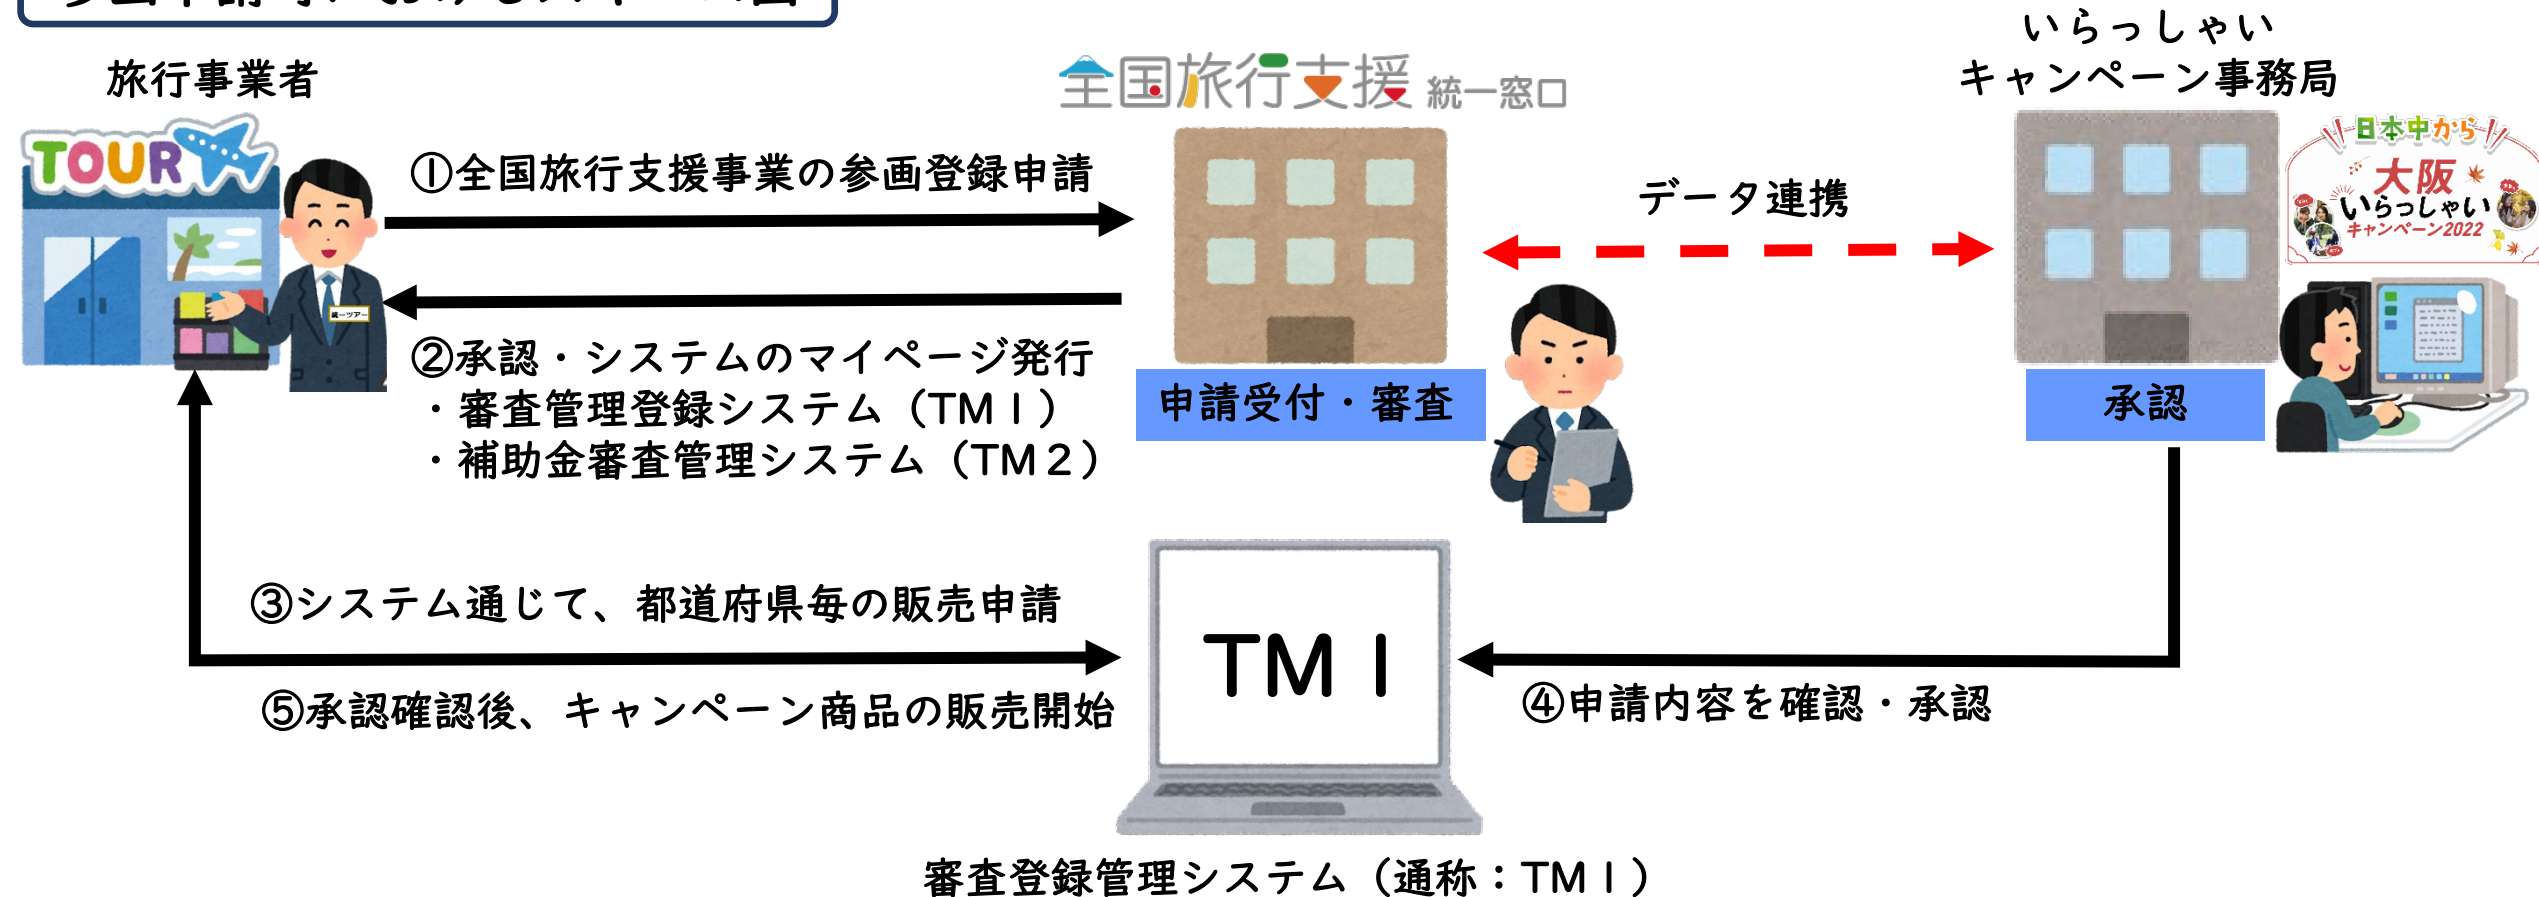 旅行事業者
全国旅行支援 統一窓口
いらっしゃい
キャンペーン事務局
TOUR
統一ツアー
日本中から
大阪
いらっしゃい
キャンペーン2022
①全国旅行支援事業の参画登録申請
データ連携
②承認・システムのマイページ発行
・審査管理登録システム（TM1）
・補助金審査管理システム（TM2）
申請受付・審査
承認
③システム通じて、都道府県毎の販売申請
TM1
⑤承認確認後、キャンペーン商品の販売開始
④申請内容を確認・承認
審査登録管理システム（通称：TM1）